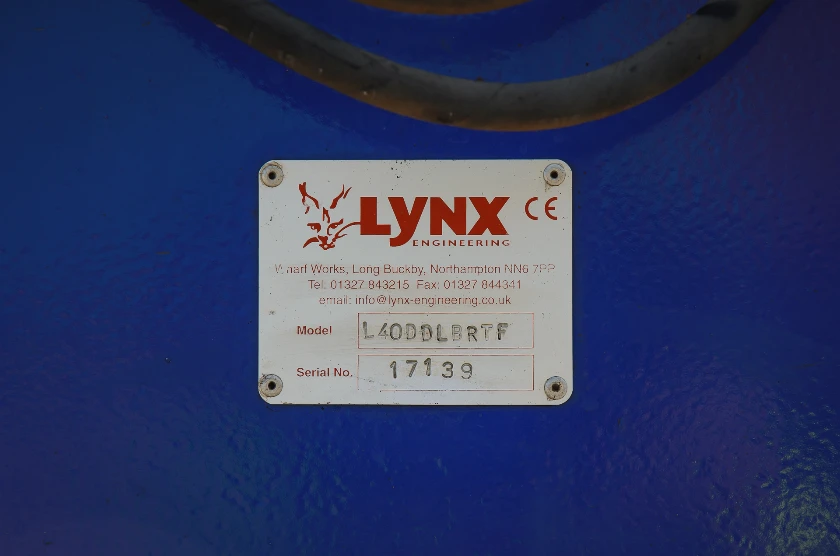 LYNX CE
ENGINEERING
Wharf Works, Long Buckby, Northampton NN6 7PP
Tel: 01327 843215 Fax: 01327 844341
email: info@lynx-engineering.co.uk
Model L40DDLBRTF
Serial No. 17139